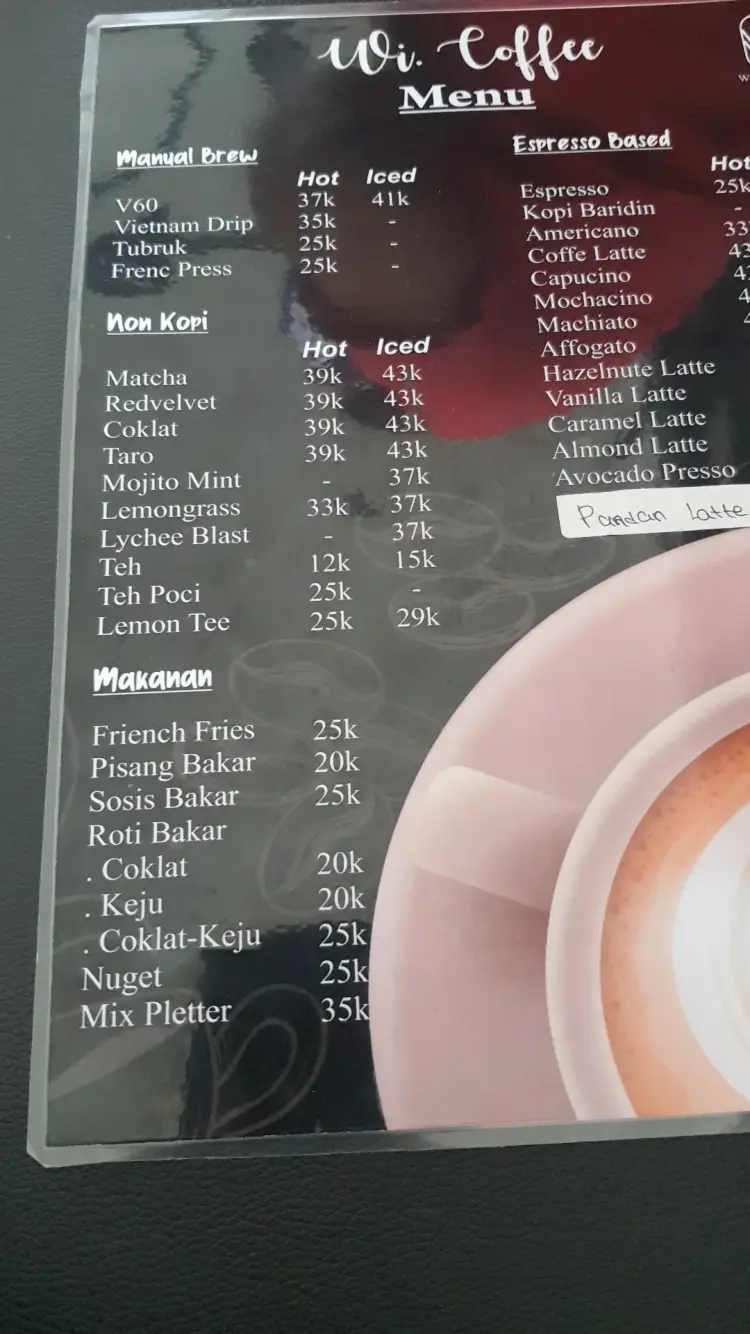 Wi. Coffee
Menu
Manual Brew
Hot Iced
V60 37k 41k
Vietnam Drip 35k -
Tubruk 25k -
Frenc Press 25k -
Non Kopi
Hot Iced
Matcha 39k 43k
Redvelvet 39k 43k
Coklat 39k 43k
Taro 39k 43k
Mojito Mint - 37k
Lemongrass 33k 37k
Lychee Blast - 37k
Teh 12k 15k
Teh Poci 25k -
Lemon Tee 25k 29k
Makanan
Friench Fries 25k
Pisang Bakar 20k
Sosis Bakar 25k
Roti Bakar
. Coklat 20k
. Keju 20k
. Coklat-Keju 25k
Nuget 25k
Mix Pletter 35k
Espresso Based
Hot
Espresso 25k
Kopi Baridin -
Americano 33
Coffe Latte 43
Capucino
Mochacino
Machiato
Affogato
Hazelnute Latte
Vanilla Latte
Caramel Latte
Almond Latte
Avocado Presso
Pandan Latte